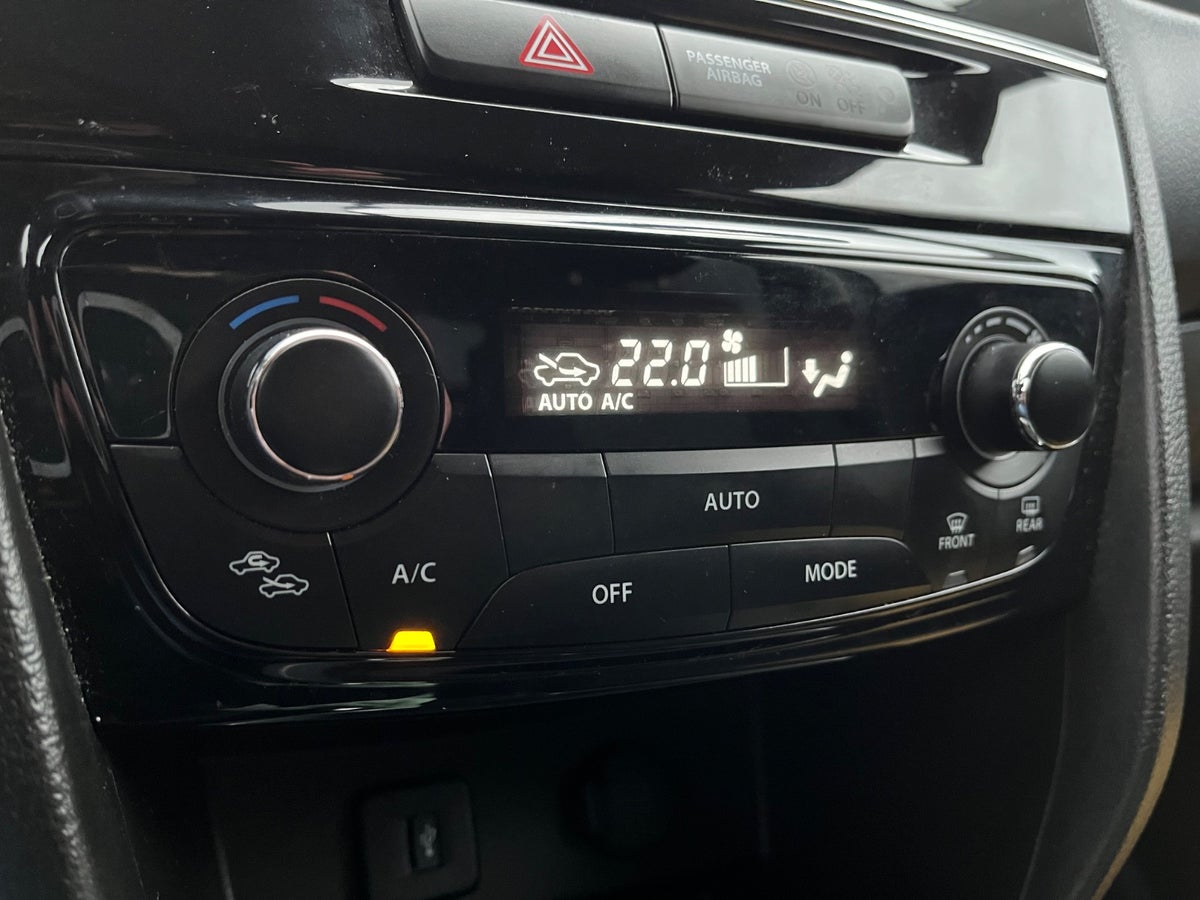 PASSENGER
AIRBAG
ON OFF
22.0
AUTO A/C
AUTO
A/C
OFF
MODE
FRONT
REAR